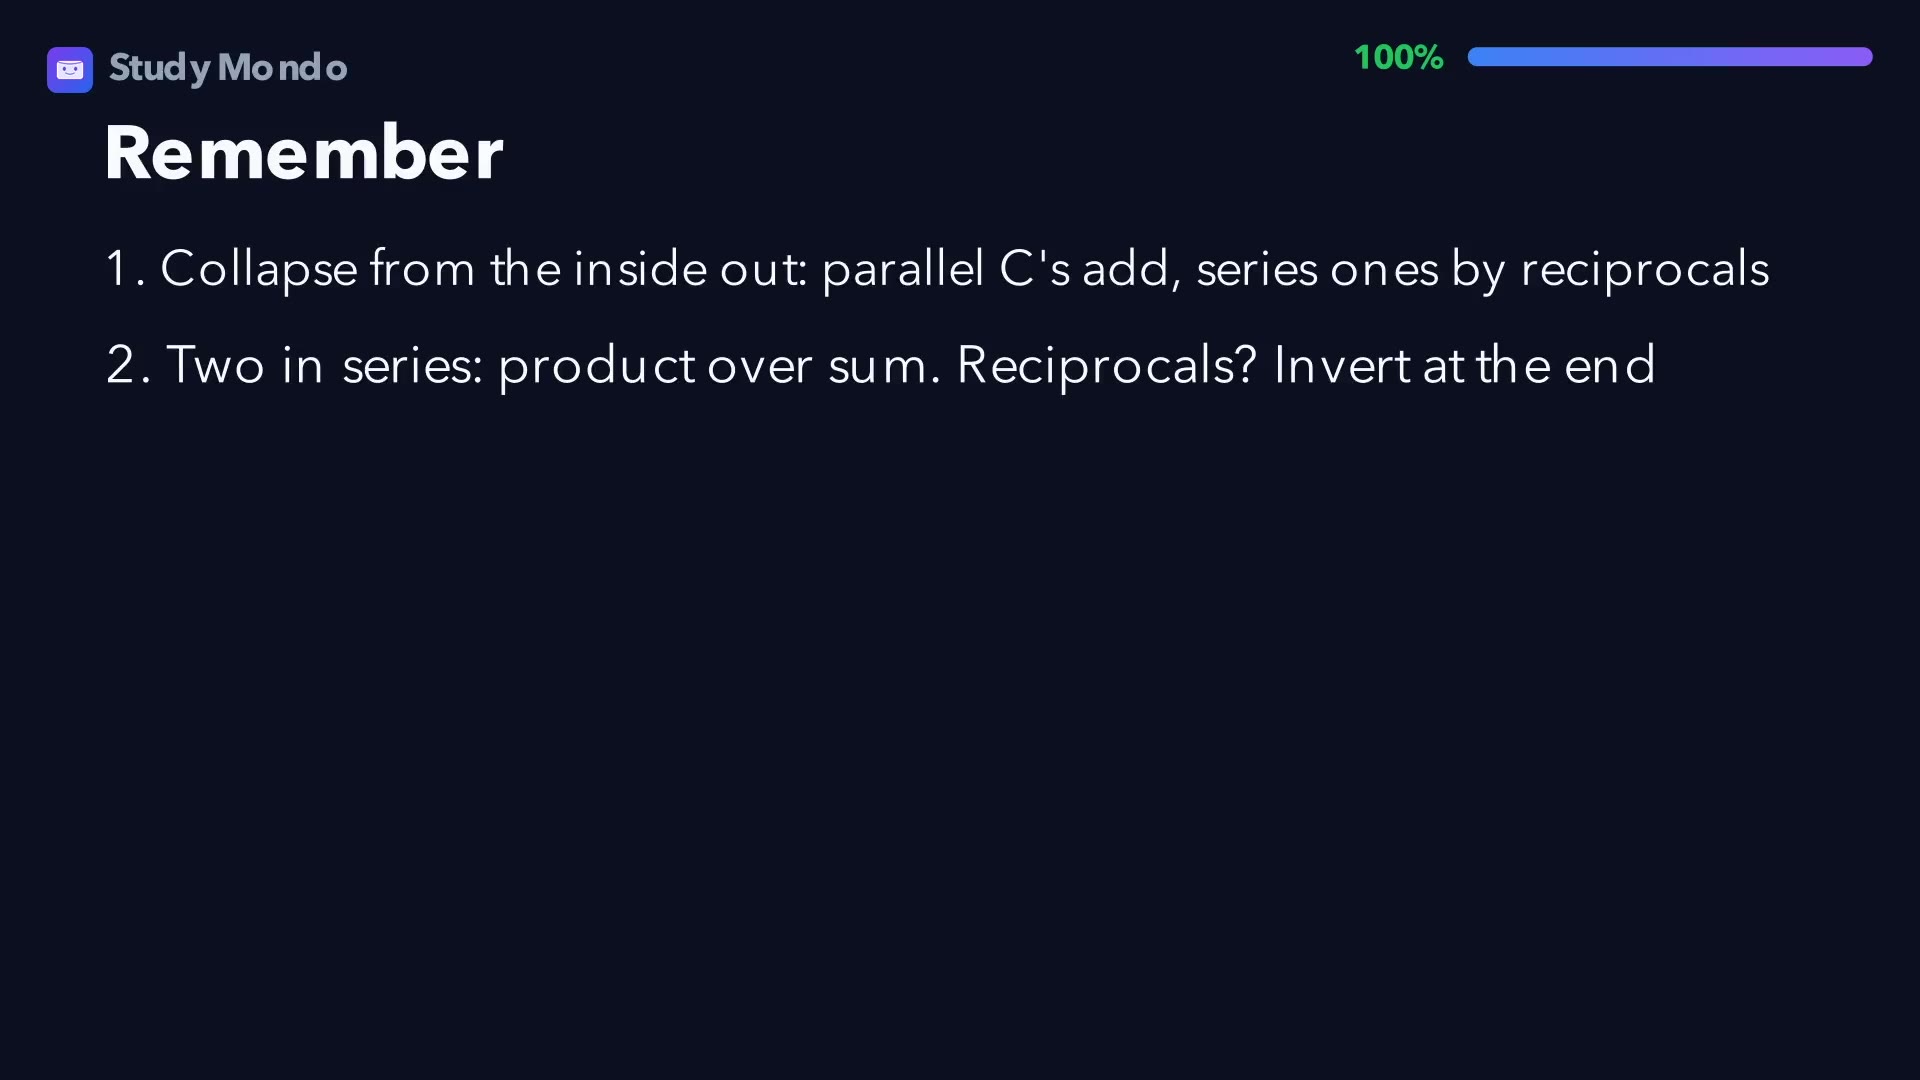 Study Mondo
100%
Remember
1. Collapse from the inside out: parallel C's add, series ones by reciprocals
2. Two in series: product over sum. Reciprocals? Invert at the end